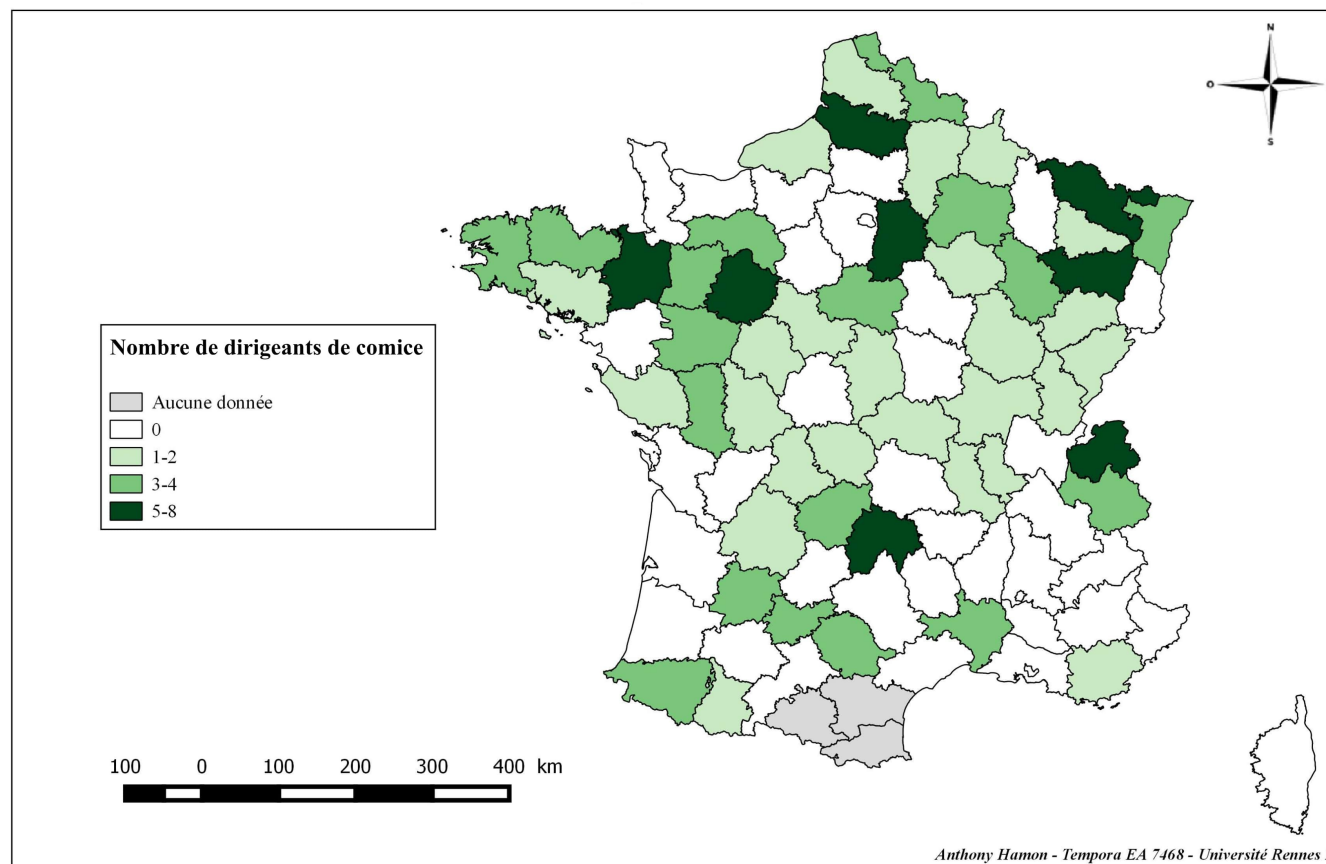 N
O
S
Nombre de dirigeants de comice
Aucune donnée
0
1-2
3-4
5-8
100 0 100 200 300 400 km
Anthony Hamon - Tempora EA 7468 - Université Rennes